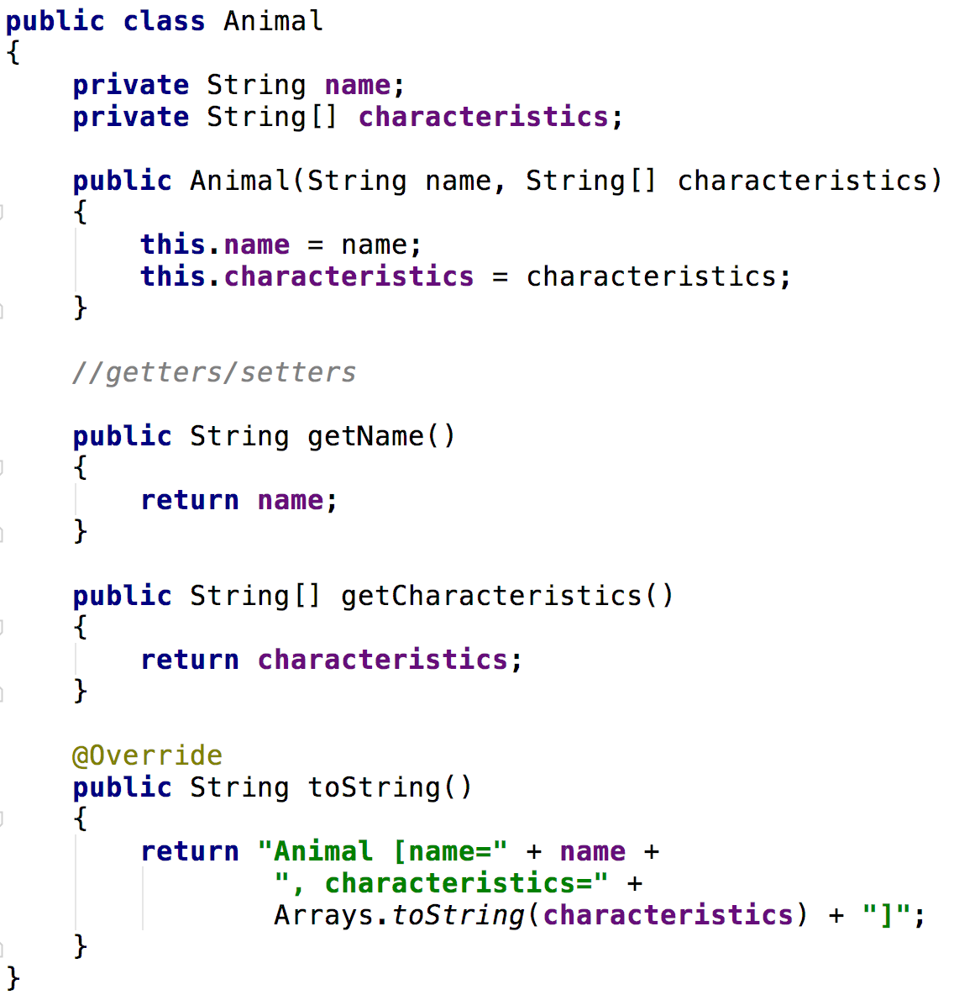 public class Animal
{
    private String name;
    private String[] characteristics;

    public Animal(String name, String[] characteristics)
    {
        this.name = name;
        this.characteristics = characteristics;
    }

    //getters/setters

    public String getName()
    {
        return name;
    }

    public String[] getCharacteristics()
    {
        return characteristics;
    }

    @Override
    public String toString()
    {
        return "Animal [name=" + name +
                ", characteristics=" +
                Arrays.toString(characteristics) + "]";
    }
}